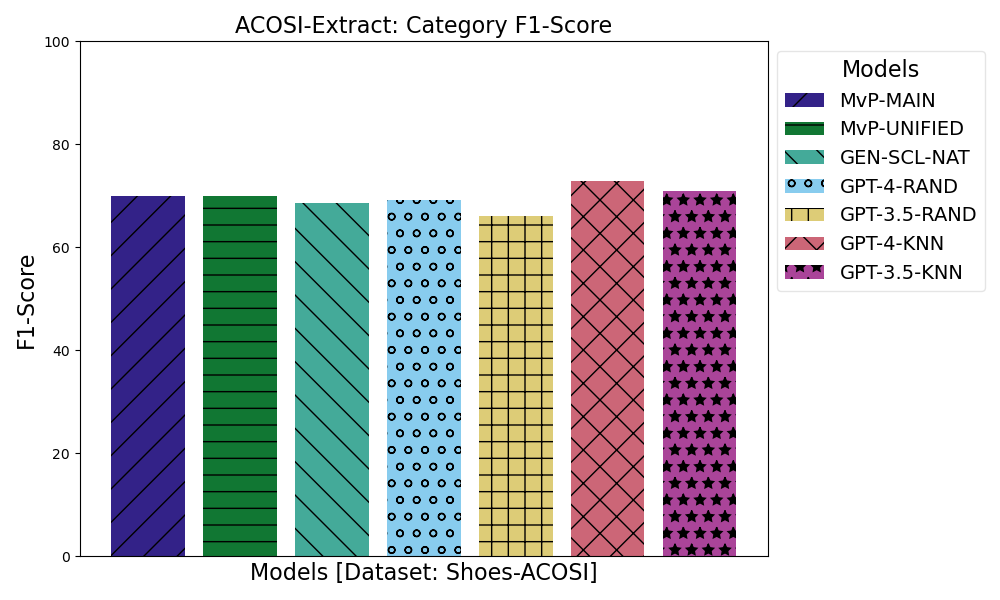 ACOSI-Extract: Category F1-Score
100
80
60
40
20
0
F1-Score
Models [Dataset: Shoes-ACOSI]
Models
MvP-MAIN
MvP-UNIFIED
GEN-SCL-NAT
GPT-4-RAND
GPT-3.5-RAND
GPT-4-KNN
GPT-3.5-KNN